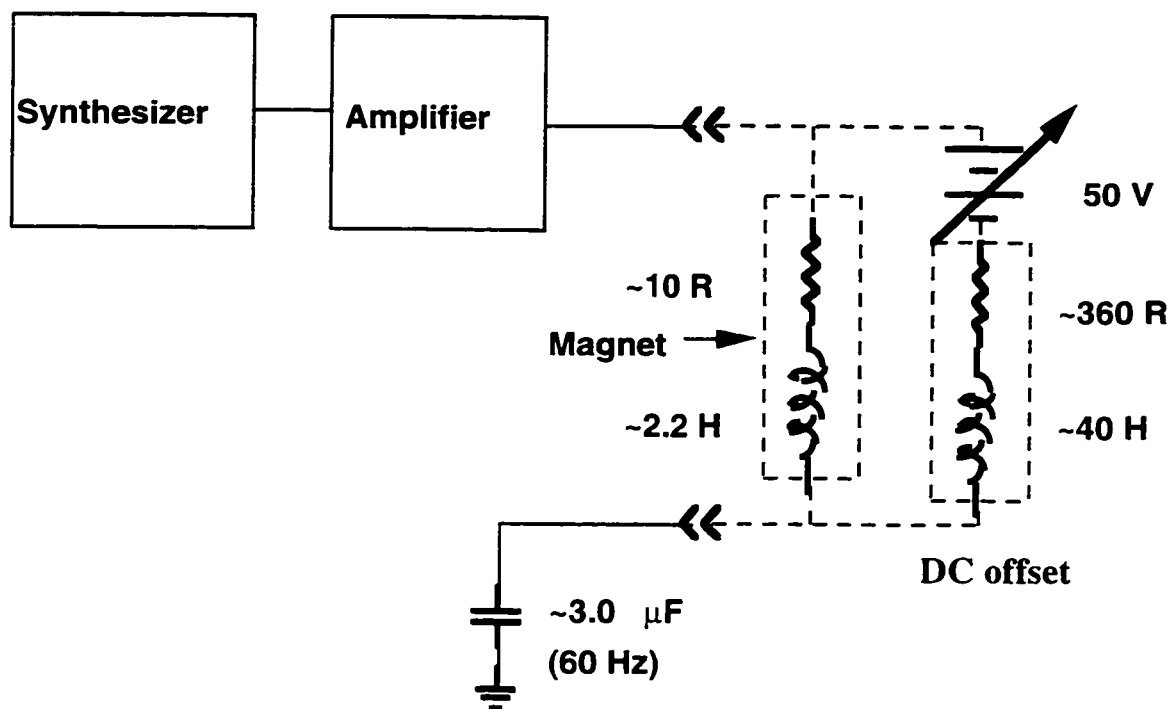 Synthesizer
Amplifier
50 V
~10 R
~360 R
Magnet
~2.2 H
~40 H
DC offset
~3.0 μF
(60 Hz)